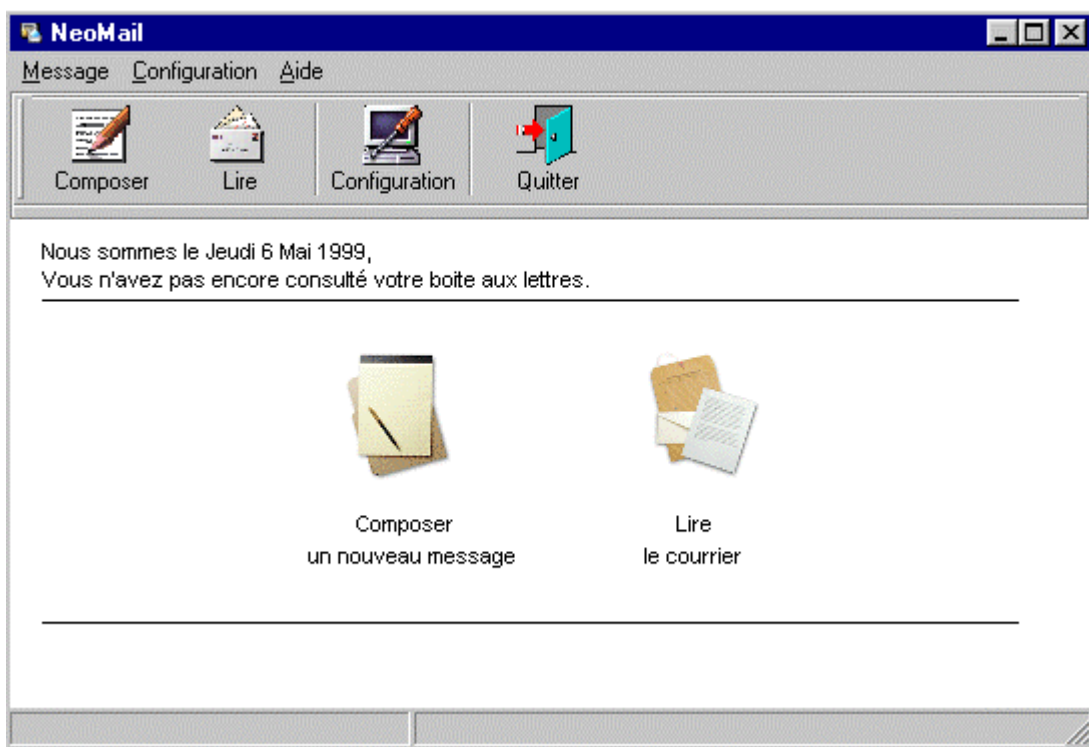 NeoMail
Message Configuration Aide
Composer Lire Configuration Quitter
Nous sommes le Jeudi 6 Mai 1999,
Vous n'avez pas encore consulté votre boite aux lettres.
Composer
un nouveau message
Lire
le courrier